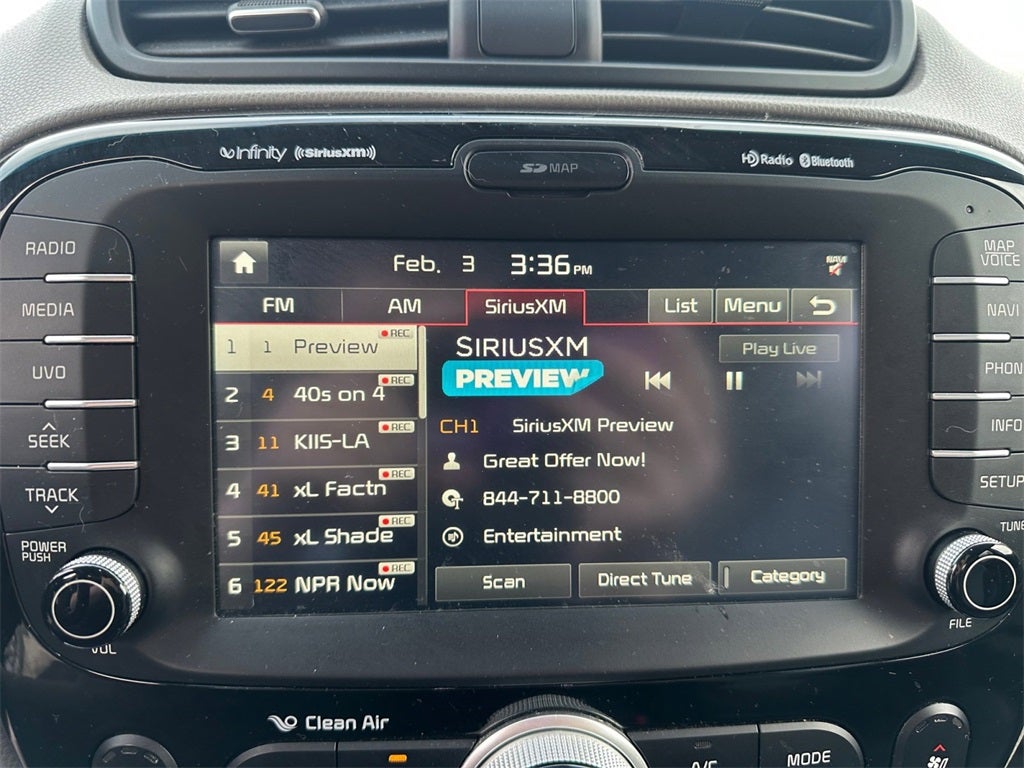 Infinity ((SiriusXM))
SD MAP
HD Radio Bluetooth
RADIO
MEDIA
UVO
SEEK
TRACK
POWER
PUSH
VOL
Feb. 3 3:36 PM
NAVI
FM AM SiriusXM List Menu
1 1 Preview REC
2 4 40s on 4 REC
3 11 KIIS-LA REC
4 41 xL Factn REC
5 45 xL Shade REC
6 122 NPR Now REC
SIRIUSXM
PREVIEW
Play Live
CH1 SiriusXM Preview
Great Offer Now!
844-711-8800
Entertainment
Scan Direct Tune Category
MAP
VOICE
NAVI
PHON
INFO
SETUP
TUNE
FILE
Clean Air
A/C
MODE